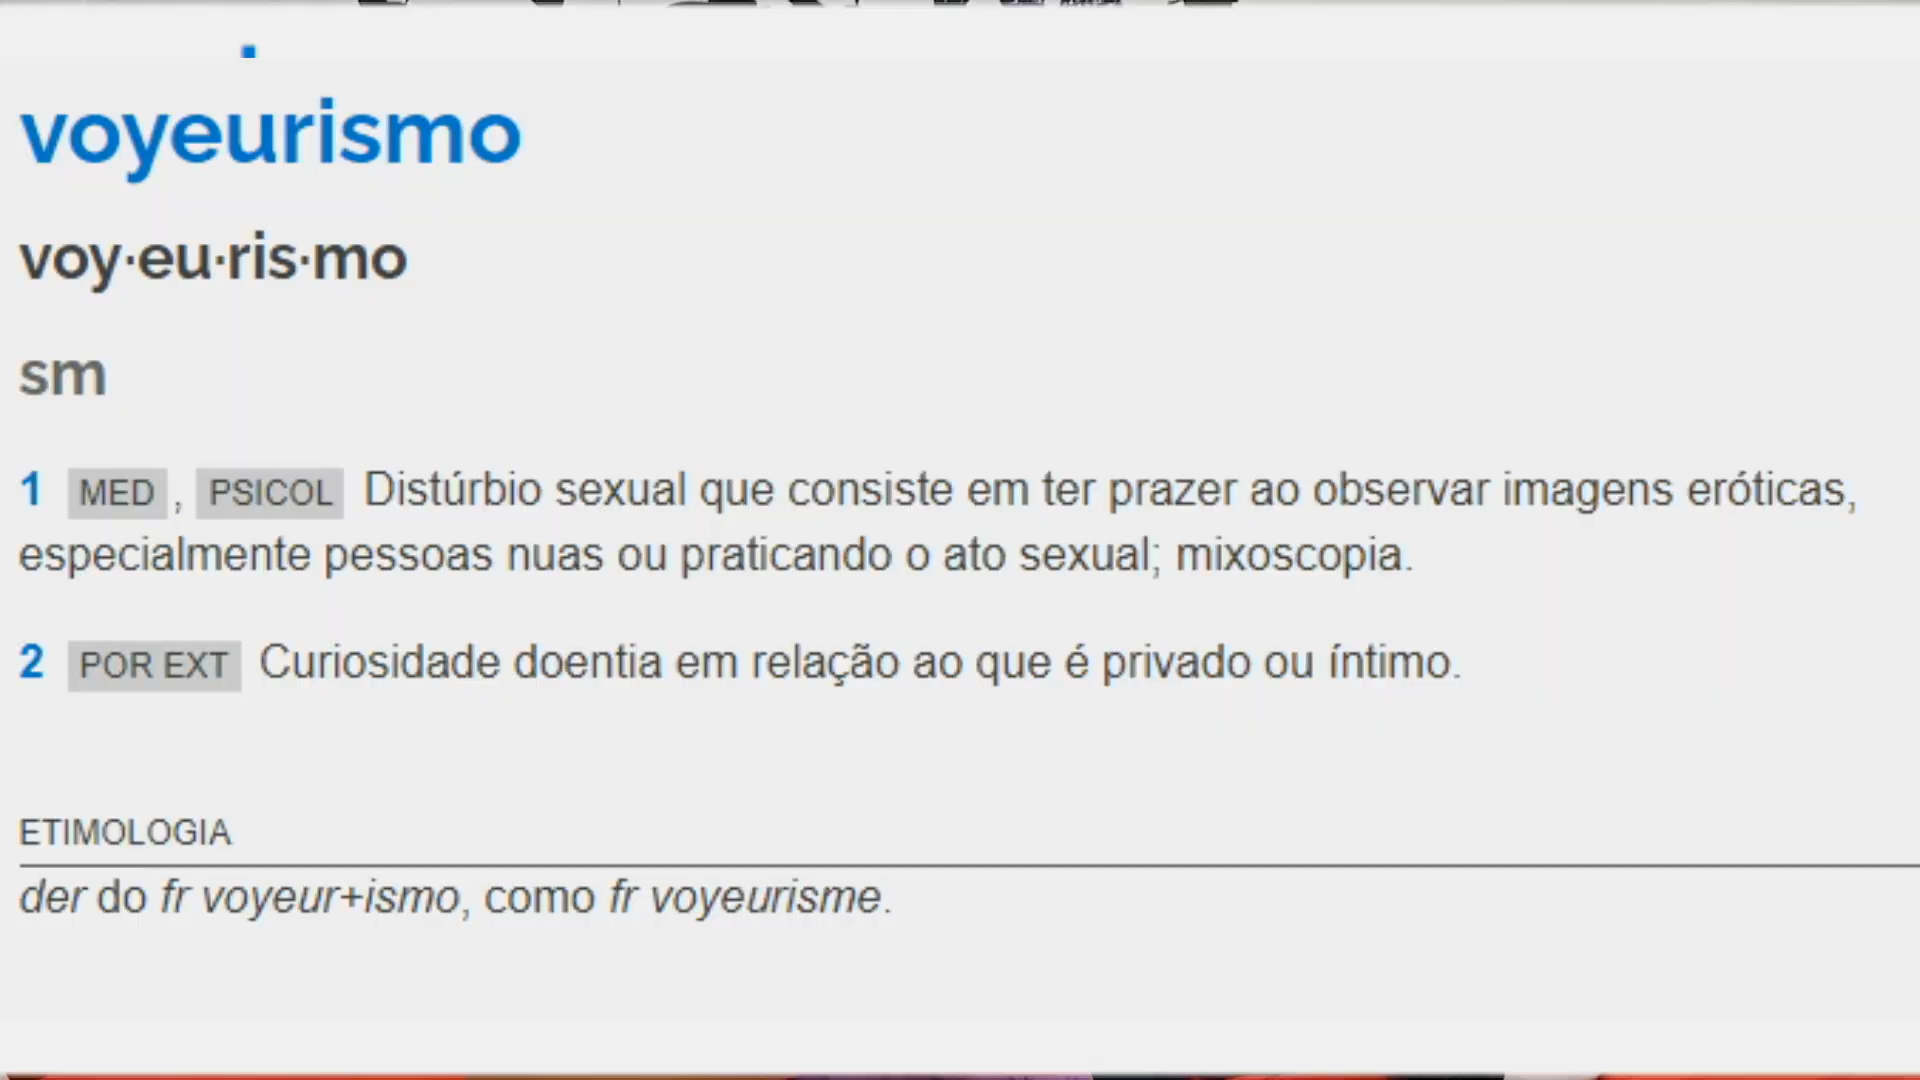 voyeurismo
voy·eu·ris·mo
sm
1 MED , PSICOL Distúrbio sexual que consiste em ter prazer ao observar imagens eróticas,
especialmente pessoas nuas ou praticando o ato sexual; mixoscopia.
2 POR EXT Curiosidade doentia em relação ao que é privado ou íntimo.
ETIMOLOGIA
der do fr voyeur+ismo, como fr voyeurisme.